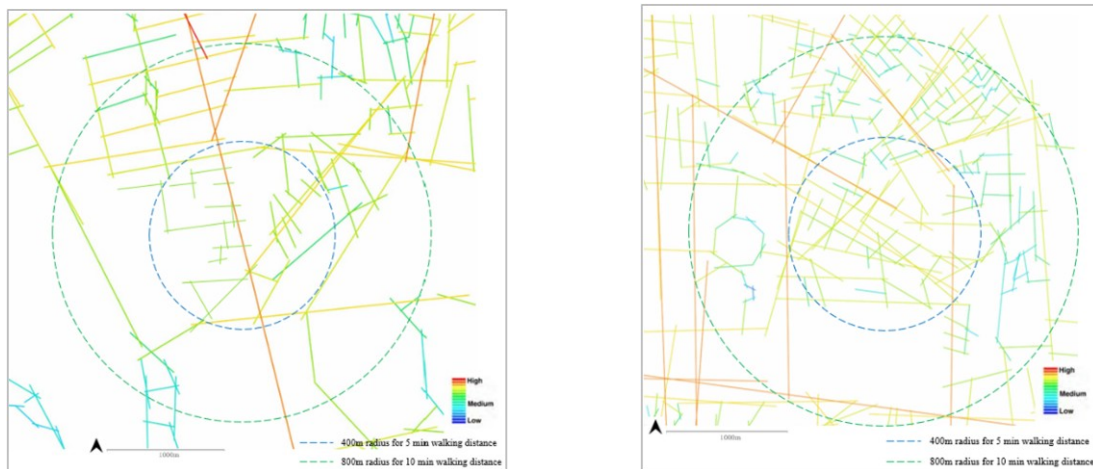 High
Medium
Low
1000m
400m radius for 5 min walking distance
800m radius for 10 min walking distance
High
Medium
Low
1000m
400m radius for 5 min walking distance
800m radius for 10 min walking distance